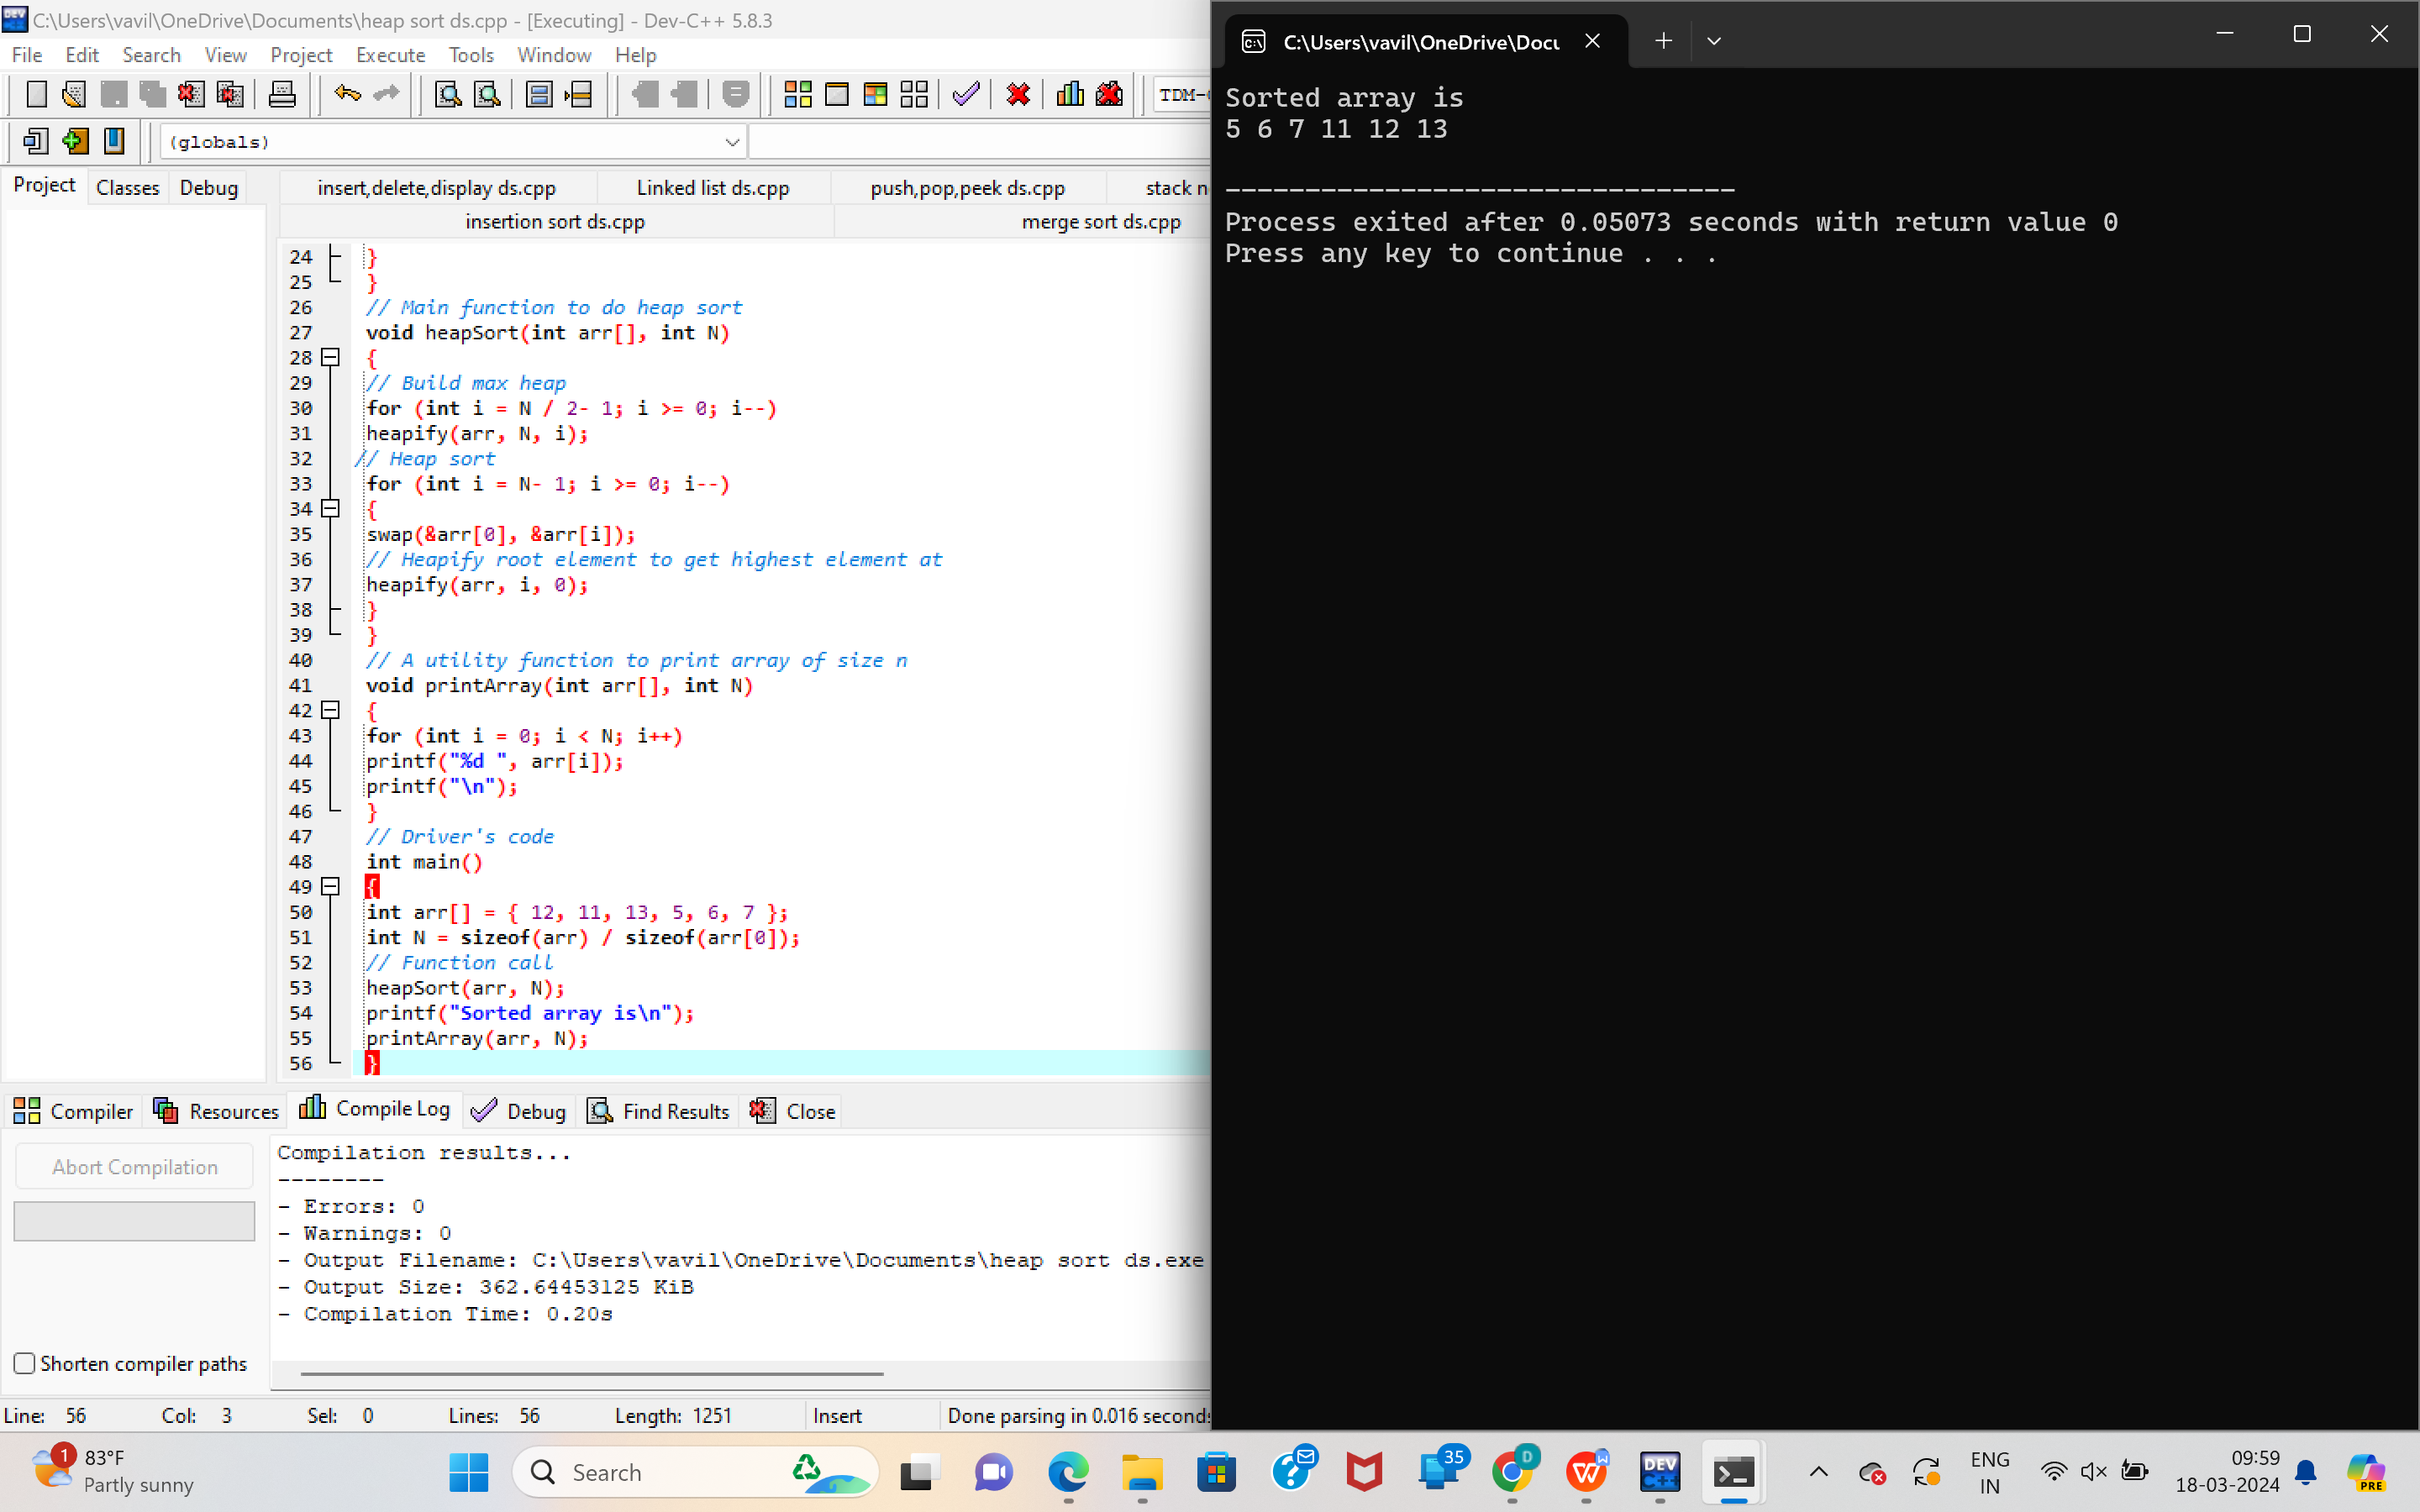 C:\Users\vavil\OneDrive\Documents\heap sort ds.cpp - [Executing] - Dev-C++ 5.8.3
File Edit Search View Project Execute Tools Window Help
TDM-
(globals)
Project Classes Debug
insert,delete,display ds.cpp Linked list ds.cpp push,pop,peek ds.cpp stack
insertion sort ds.cpp merge sort ds.cpp
24 }
25 }
26 // Main function to do heap sort
27 void heapSort(int arr[], int N)
28 {
29 // Build max heap
30 for (int i = N / 2- 1; i >= 0; i--)
31 heapify(arr, N, i);
32 // Heap sort
33 for (int i = N- 1; i >= 0; i--)
34 {
35 swap(&arr[0], &arr[i]);
36 // Heapify root element to get highest element at
37 heapify(arr, i, 0);
38 }
39 }
40 // A utility function to print array of size n
41 void printArray(int arr[], int N)
42 {
43 for (int i = 0; i < N; i++)
44 printf("%d ", arr[i]);
45 printf("\n");
46 }
47 // Driver's code
48 int main()
49 {
50 int arr[] = { 12, 11, 13, 5, 6, 7 };
51 int N = sizeof(arr) / sizeof(arr[0]);
52 // Function call
53 heapSort(arr, N);
54 printf("Sorted array is\n");
55 printArray(arr, N);
56 }
Compiler Resources Compile Log Debug Find Results Close
Abort Compilation
Shorten compiler paths
Compilation results...
--------
- Errors: 0
- Warnings: 0
- Output Filename: C:\Users\vavil\OneDrive\Documents\heap sort ds.exe
- Output Size: 362.64453125 KiB
- Compilation Time: 0.20s
Line: 56 Col: 3 Sel: 0 Lines: 56 Length: 1251 Insert Done parsing in 0.016 seconds
C:\Users\vavil\OneDrive\Docu
Sorted array is
5 6 7 11 12 13
--------------------------------
Process exited after 0.05073 seconds with return value 0
Press any key to continue . . .
1 83°F
Partly sunny
Search
35
D
W
DEV
C++
ENG
IN
09:59
18-03-2024
PRE